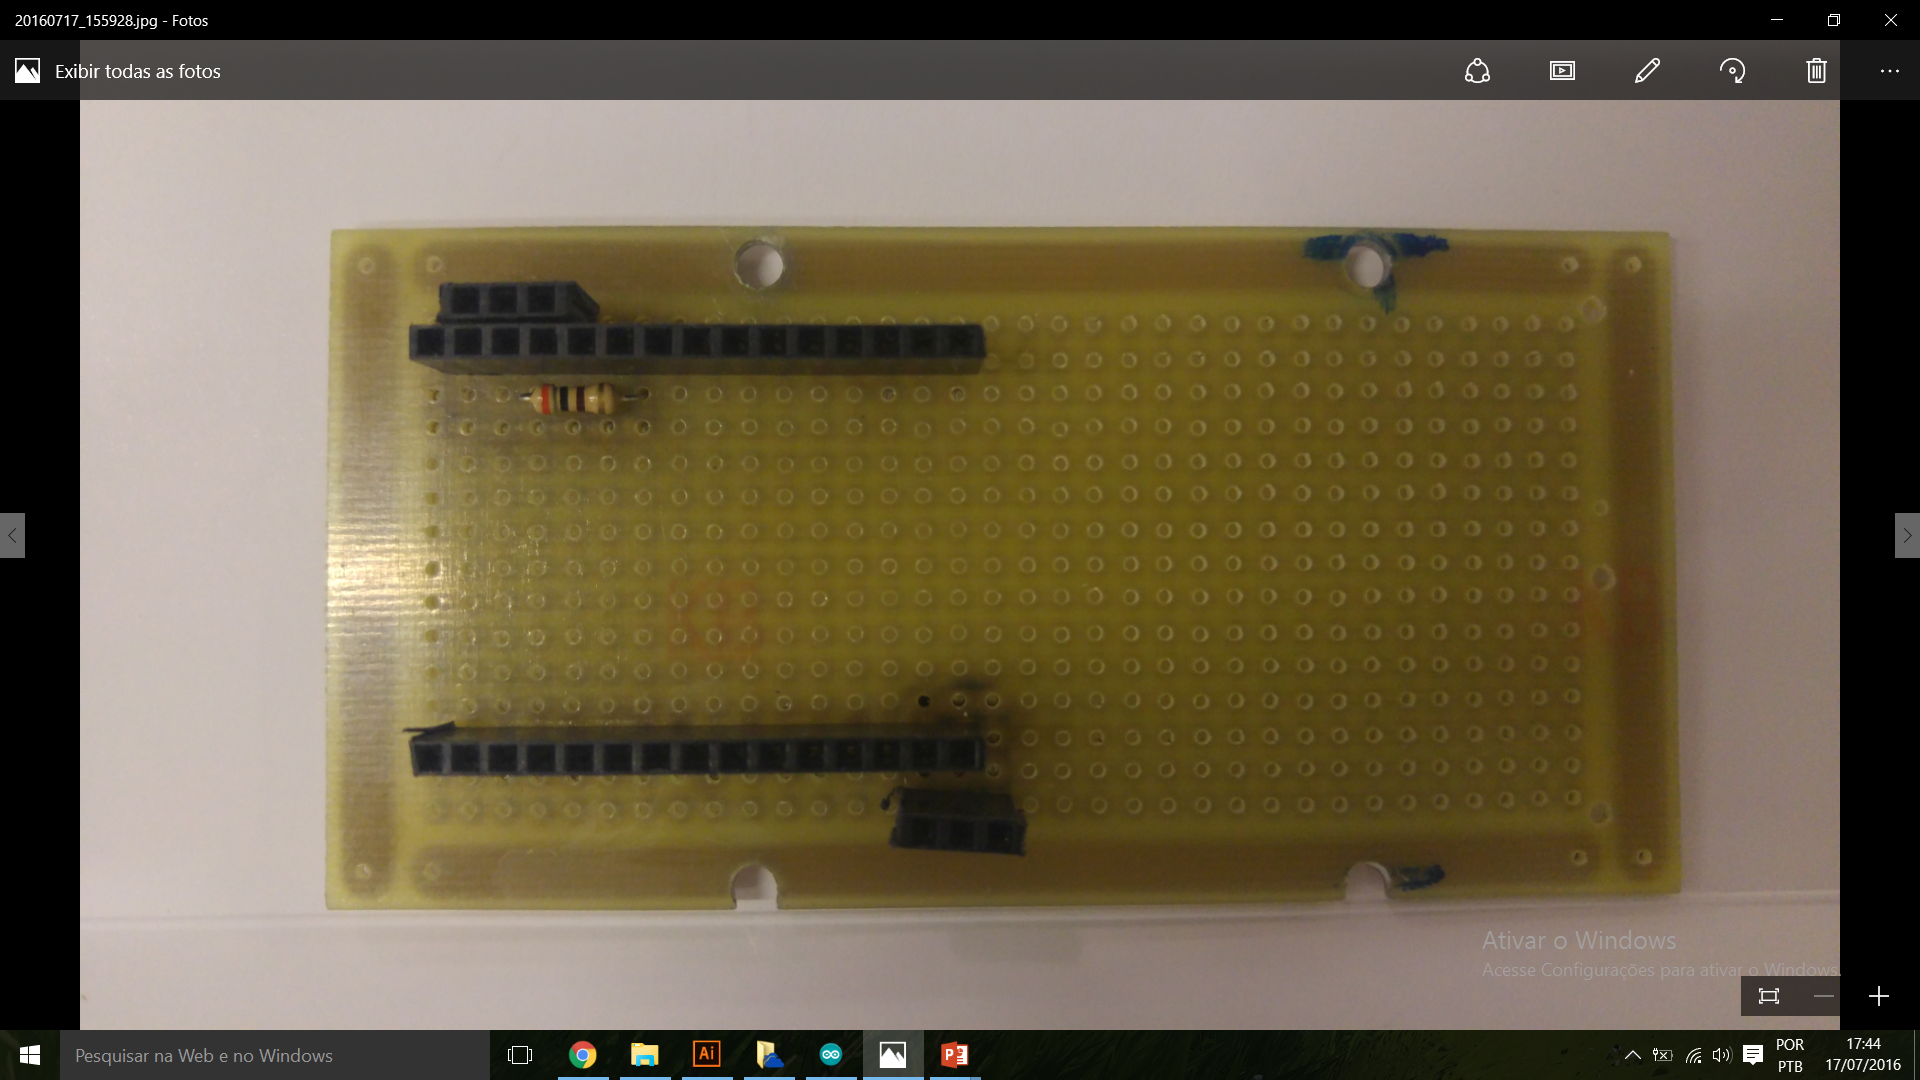 20160717_155928.jpg - Fotos
Exibir todas as fotos
Ativar o Windows
Acesse Configurações para ativar o Windows.
Pesquisar na Web e no Windows
Ai
P
POR
PTB
17:44
17/07/2016